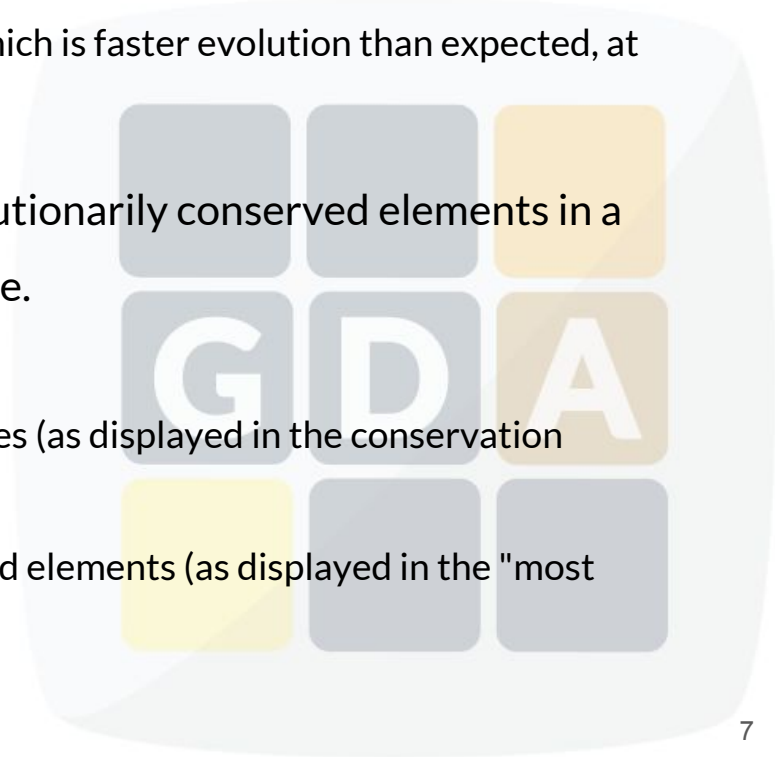 hich is faster evolution than expected, at
utionarily conserved elements in a
e.
G D A
es (as displayed in the conservation
d elements (as displayed in the "most
7